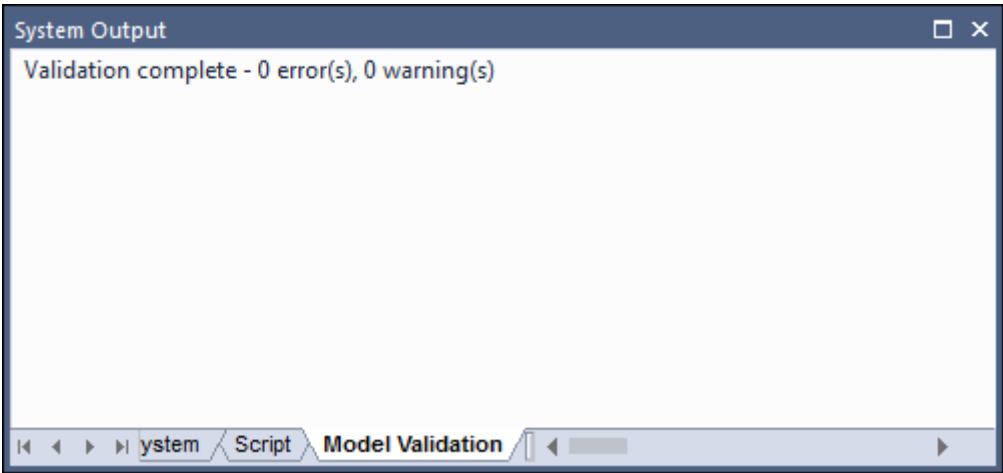 System Output
Validation complete - 0 error(s), 0 warning(s)
ystem Script Model Validation